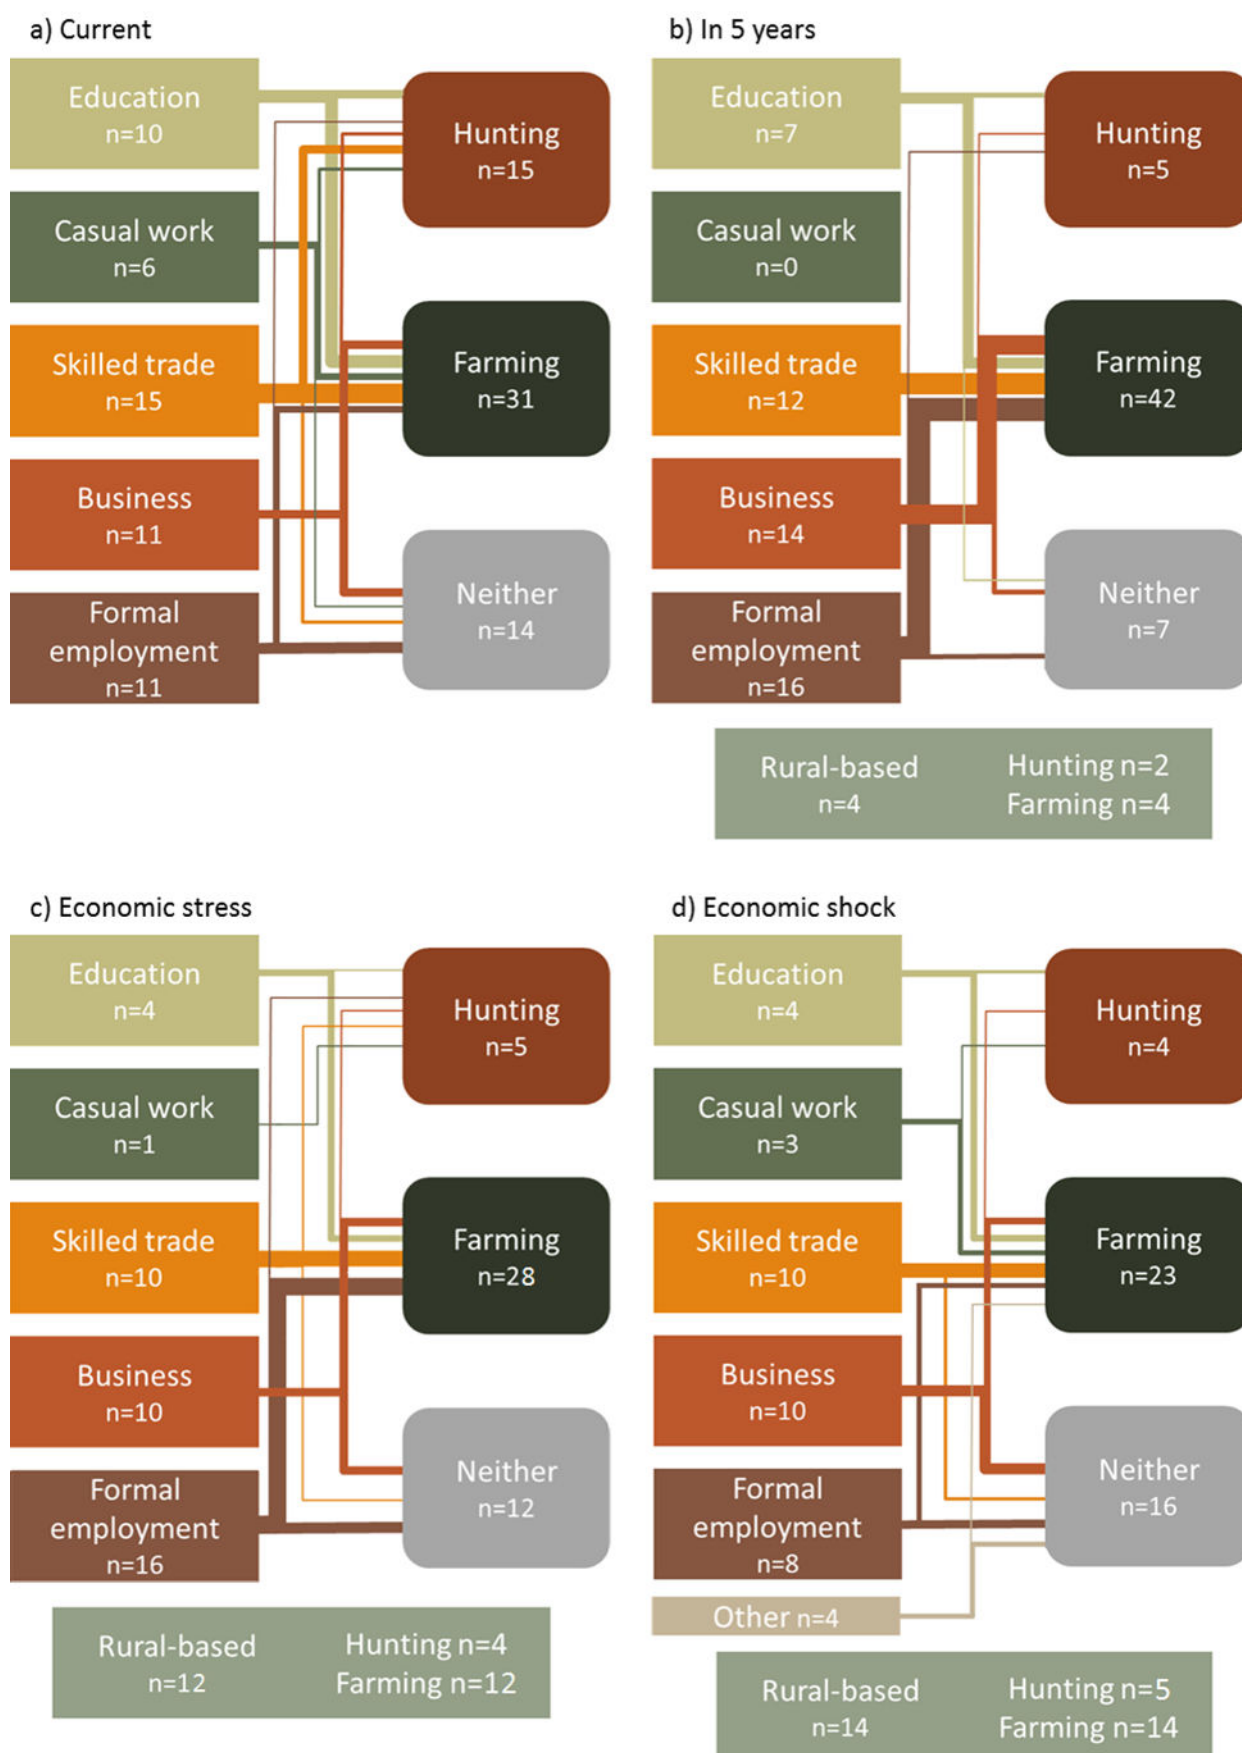 a) Current
Education
n=10
Casual work
n=6
Skilled trade
n=15
Business
n=11
Formal
employment
n=11
Hunting
n=15
Farming
n=31
Neither
n=14
b) In 5 years
Education
n=7
Casual work
n=0
Skilled trade
n=12
Business
n=14
Formal
employment
n=16
Hunting
n=5
Farming
n=42
Neither
n=7
Rural-based
n=4
Hunting n=2
Farming n=4
c) Economic stress
Education
n=4
Casual work
n=1
Skilled trade
n=10
Business
n=10
Formal
employment
n=16
Hunting
n=5
Farming
n=28
Neither
n=12
Rural-based
n=12
Hunting n=4
Farming n=12
d) Economic shock
Education
n=4
Casual work
n=3
Skilled trade
n=10
Business
n=10
Formal
employment
n=8
Other n=4
Hunting
n=4
Farming
n=23
Neither
n=16
Rural-based
n=14
Hunting n=5
Farming n=14